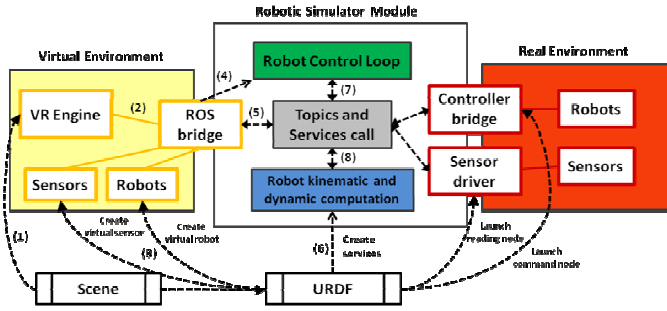 Robotic Simulator Module
Virtual Environment
Real Environment
Robot Control Loop
(4)
(7)
VR Engine
(2)
ROS
bridge
(5)
Topics and
Services call
Controller
bridge
Robots
(8)
Sensors
Robots
Robot kinematic and
dynamic computation
Sensor
driver
Sensors
(1)
Create
virtual sensor
(3)
Create
virtual robot
(6)
Create
services
Launch
reading node
Launch
command node
Scene
URDF